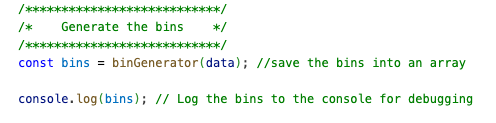 /***************************/
/*    Generate the bins    */
/***************************/
const bins = binGenerator(data); //save the bins into an array
console.log(bins); // Log the bins to the console for debugging